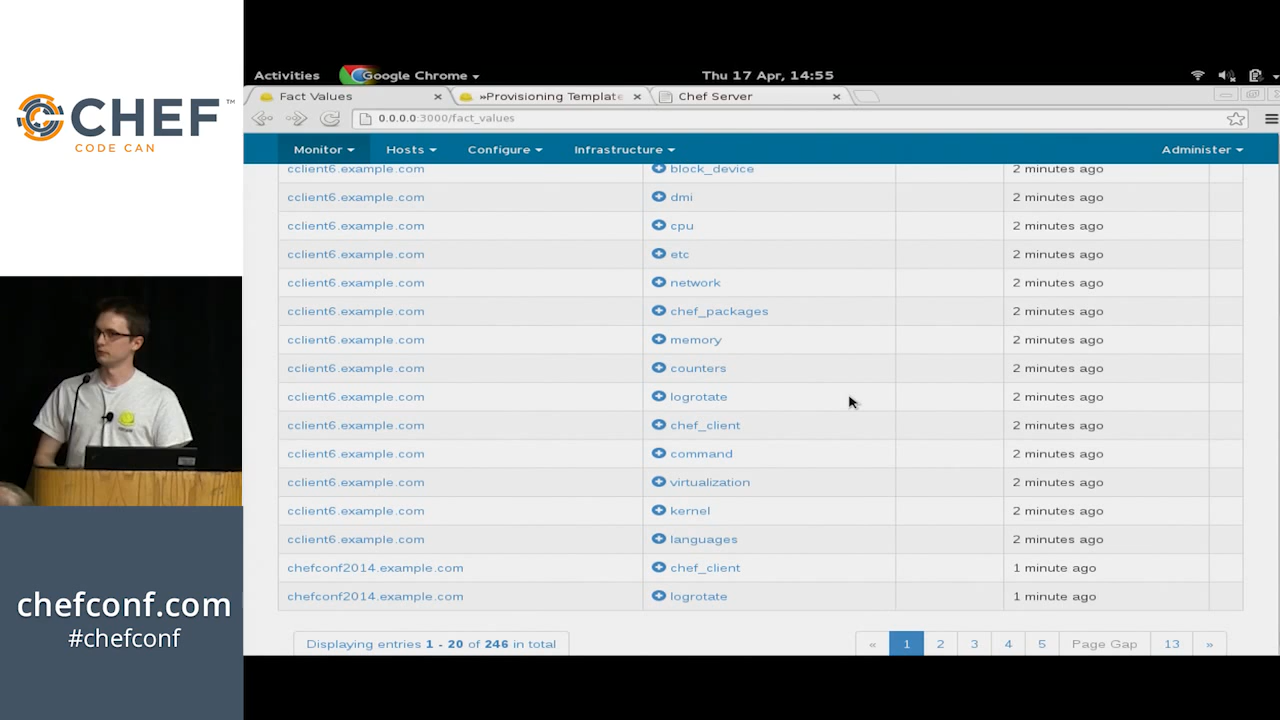 CHEF™
CODE CAN
chefconf.com
#chefconf
Activities Google Chrome Thu 17 Apr, 14:55
Fact Values »Provisioning Template Chef Server
0.0.0.0:3000/fact_values
Monitor Hosts Configure Infrastructure Administer
cclient6.example.com block_device 2 minutes ago
cclient6.example.com dmi 2 minutes ago
cclient6.example.com cpu 2 minutes ago
cclient6.example.com etc 2 minutes ago
cclient6.example.com network 2 minutes ago
cclient6.example.com chef_packages 2 minutes ago
cclient6.example.com memory 2 minutes ago
cclient6.example.com counters 2 minutes ago
cclient6.example.com logrotate 2 minutes ago
cclient6.example.com chef_client 2 minutes ago
cclient6.example.com command 2 minutes ago
cclient6.example.com virtualization 2 minutes ago
cclient6.example.com kernel 2 minutes ago
cclient6.example.com languages 2 minutes ago
chefconf2014.example.com chef_client 1 minute ago
chefconf2014.example.com logrotate 1 minute ago
Displaying entries 1 - 20 of 246 in total « 1 2 3 4 5 Page Gap 13 »